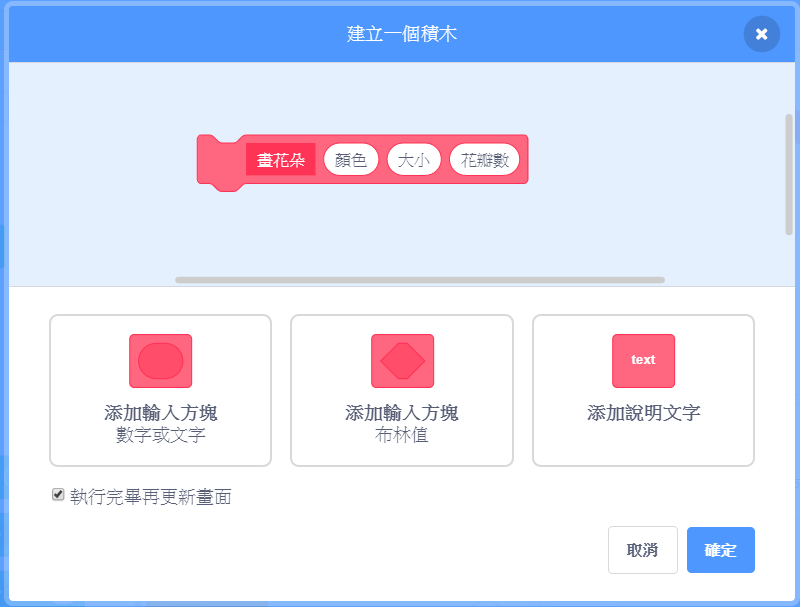 建立一個積木
畫花朵 顏色 大小 花瓣數
text
添加輸入方塊
數字或文字
添加輸入方塊
布林值
添加說明文字
執行完畢再更新畫面
取消 確定